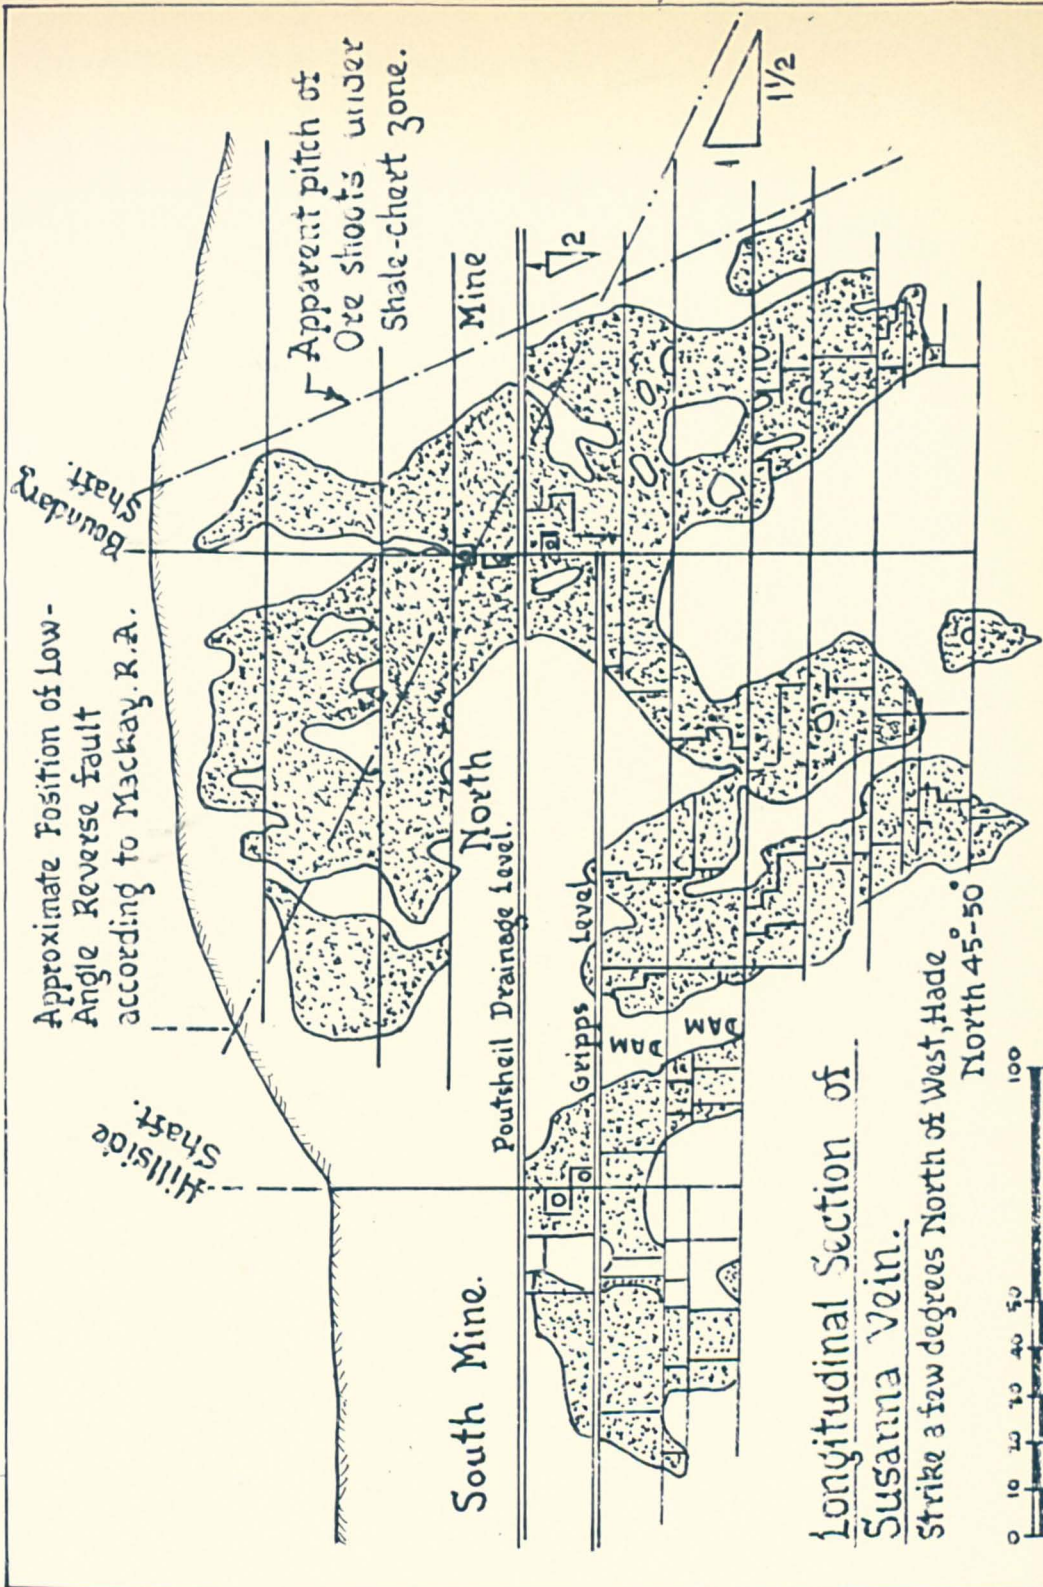 Hillside
Shaft.
Approximate Position of Low-
Angle Reverse fault
according to Mackay. R.A.
Boundary
Shaft.
Apparent pitch of
Ore shoots under
Shale-chert zone.
South Mine.
North Mine
Poutsheil Drainage Level.
Gripps Level
DAM
DAM
2
1
1 1/2
Longitudinal Section of
Susanna Vein.
Strike a few degrees North of West, Hade
North 45-50°
0 10 20 30 40 50 100